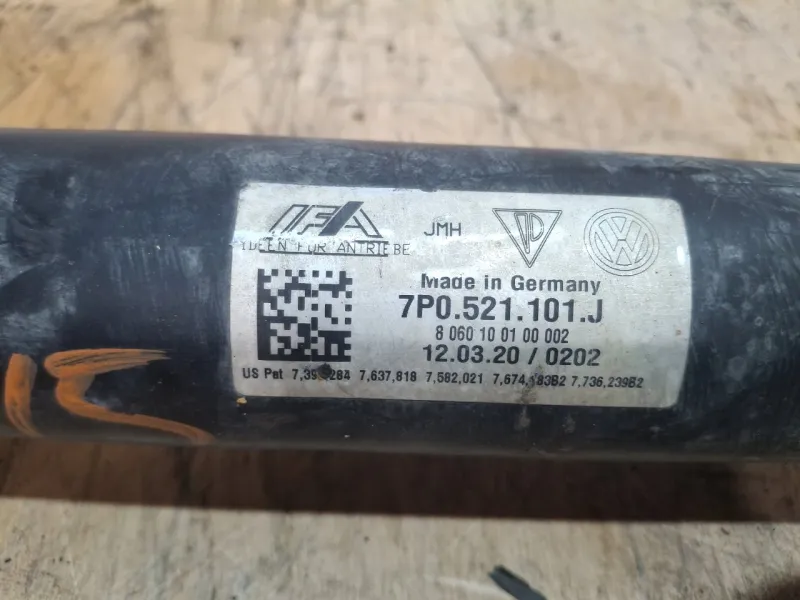 IFA JMH
IDEEN FÜR ANTRIEBE
Made in Germany
7P0.521.101.J
8 060 10 01 00 002
12.03.20 / 0202
US Pat 7,637,818 7,582,021 7,674,183B2 7,736,239B2